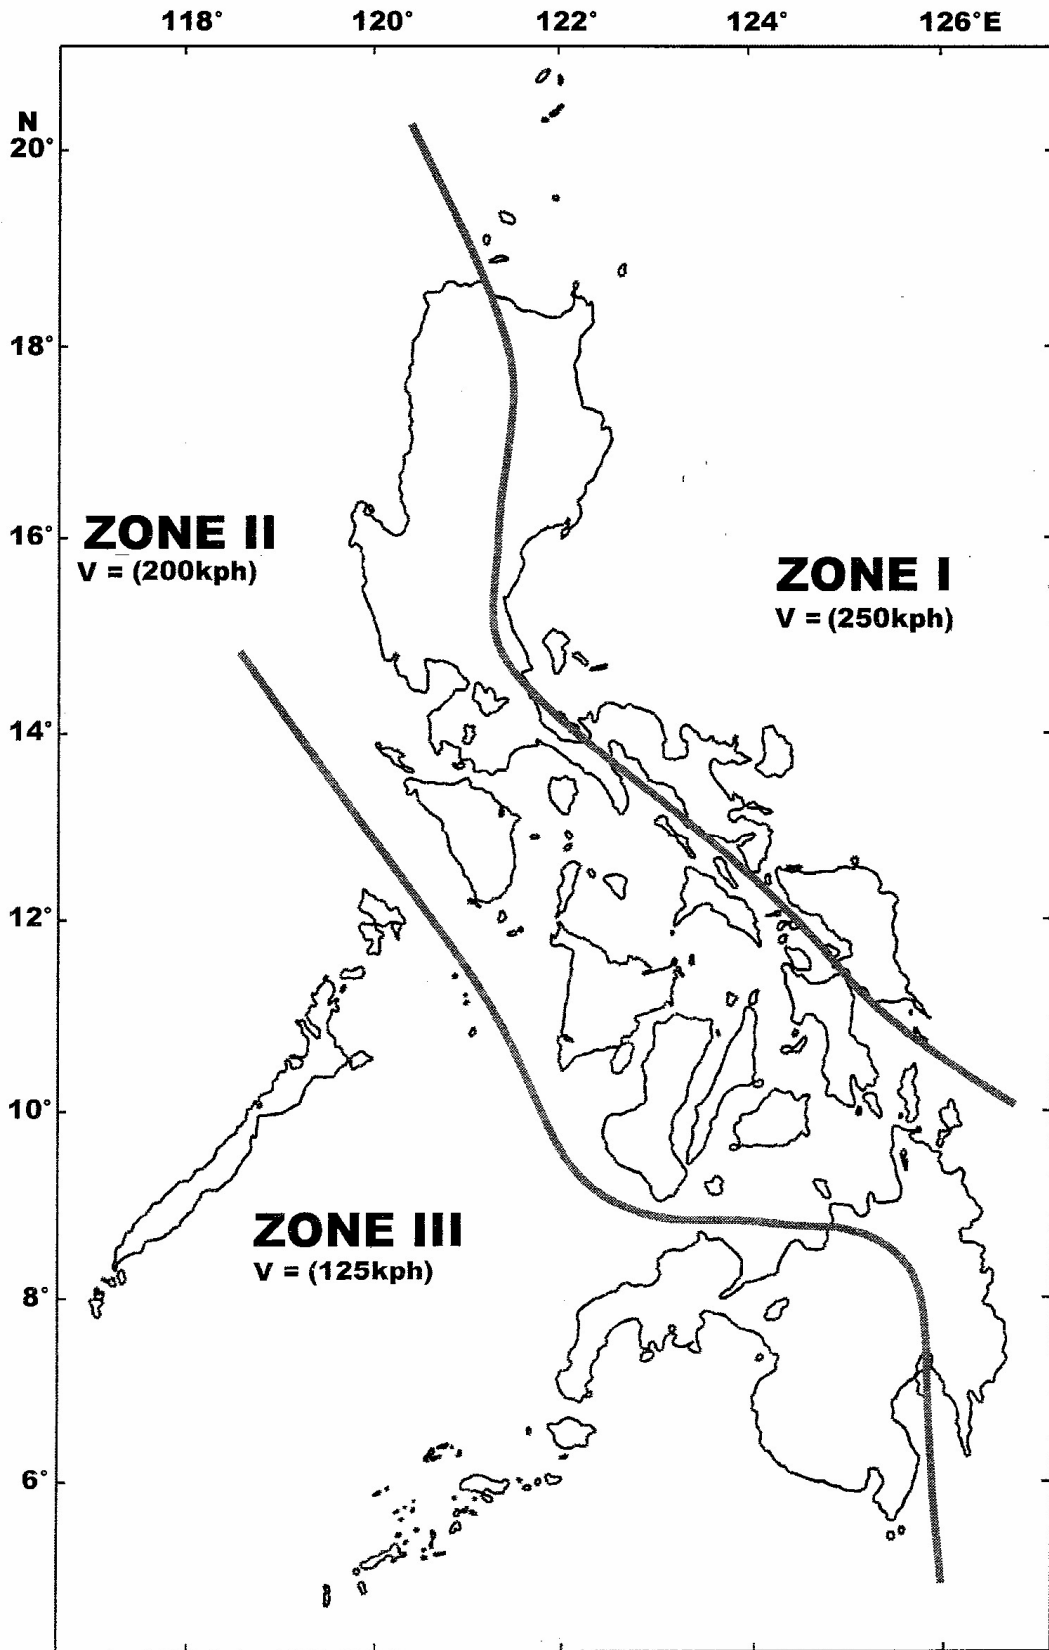 118° 120° 122° 124° 126°E
N
20°
18°
16°
ZONE II
V = (200kph)
ZONE I
V = (250kph)
14°
12°
10°
ZONE III
V = (125kph)
8°
6°